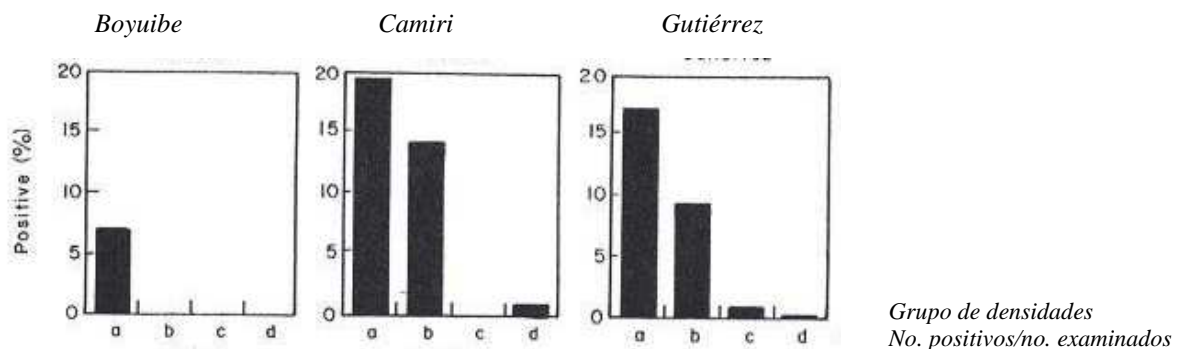 Boyuibe Camiri Gutiérrez
20 20 20
15 15 15
Positive (%)
10 10 10
5 5 5
0 0 0
a b c d a b c d a b c d
Grupo de densidades
No. positivos/no. examinados